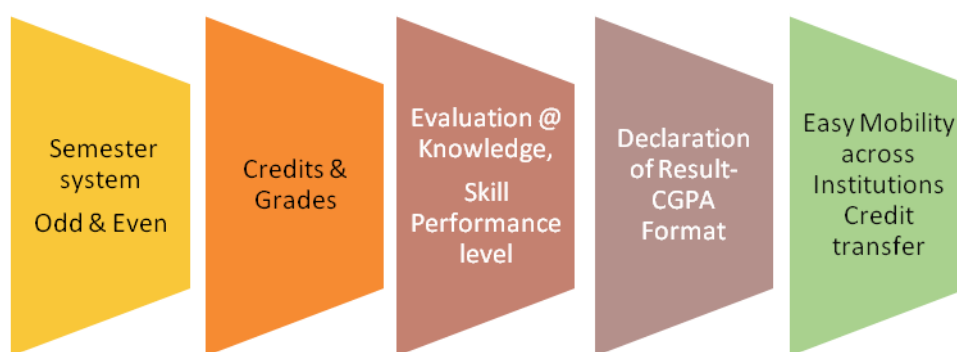 Semester
system
Odd & Even
Credits &
Grades
Evaluation @
Knowledge,
Skill
Performance
level
Declaration
of Result-
CGPA
Format
Easy Mobility
across
Institutions
Credit
transfer